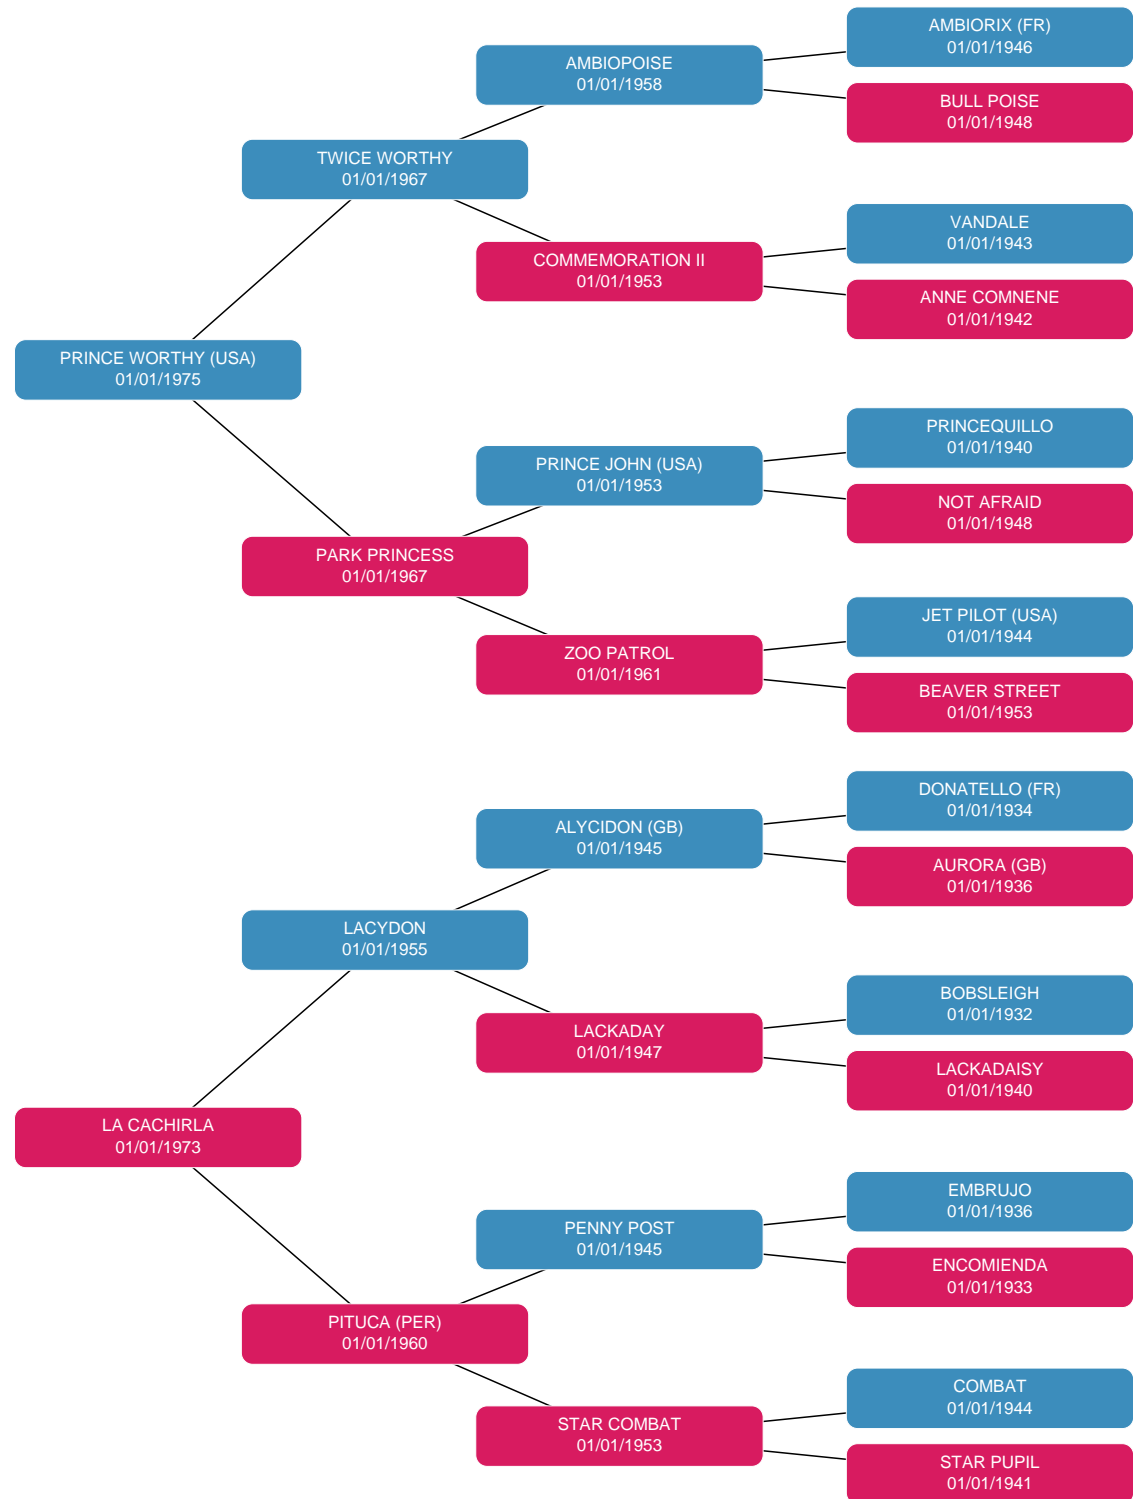 AMBIORIX (FR)
01/01/1946
AMBIOPOISE
01/01/1958
BULL POISE
01/01/1948
TWICE WORTHY
01/01/1967
VANDALE
01/01/1943
COMMEMORATION II
01/01/1953
ANNE COMNENE
01/01/1942
PRINCE WORTHY (USA)
01/01/1975
PRINCEQUILLO
01/01/1940
PRINCE JOHN (USA)
01/01/1953
NOT AFRAID
01/01/1948
PARK PRINCESS
01/01/1967
JET PILOT (USA)
01/01/1944
ZOO PATROL
01/01/1961
BEAVER STREET
01/01/1953
DONATELLO (FR)
01/01/1934
ALYCIDON (GB)
01/01/1945
AURORA (GB)
01/01/1936
LACYDON
01/01/1955
BOBSLEIGH
01/01/1932
LACKADAY
01/01/1947
LACKADAISY
01/01/1940
LA CACHIRLA
01/01/1973
EMBRUJO
01/01/1936
PENNY POST
01/01/1945
ENCOMIENDA
01/01/1933
PITUCA (PER)
01/01/1960
COMBAT
01/01/1944
STAR COMBAT
01/01/1953
STAR PUPIL
01/01/1941